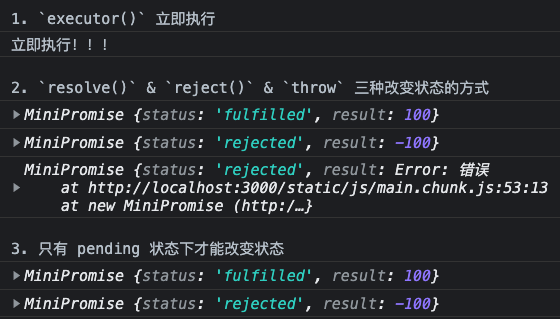 1. `executor()` 立即执行
立即执行！！！
2. `resolve()` & `reject()` & `throw` 三种改变状态的方式
MiniPromise {status: 'fulfilled', result: 100}
MiniPromise {status: 'rejected', result: -100}
MiniPromise {status: 'rejected', result: Error: 错误
at http://localhost:3000/static/js/main.chunk.js:53:13
at new MiniPromise (http:/…}
3. 只有 pending 状态下才能改变状态
MiniPromise {status: 'fulfilled', result: 100}
MiniPromise {status: 'rejected', result: -100}